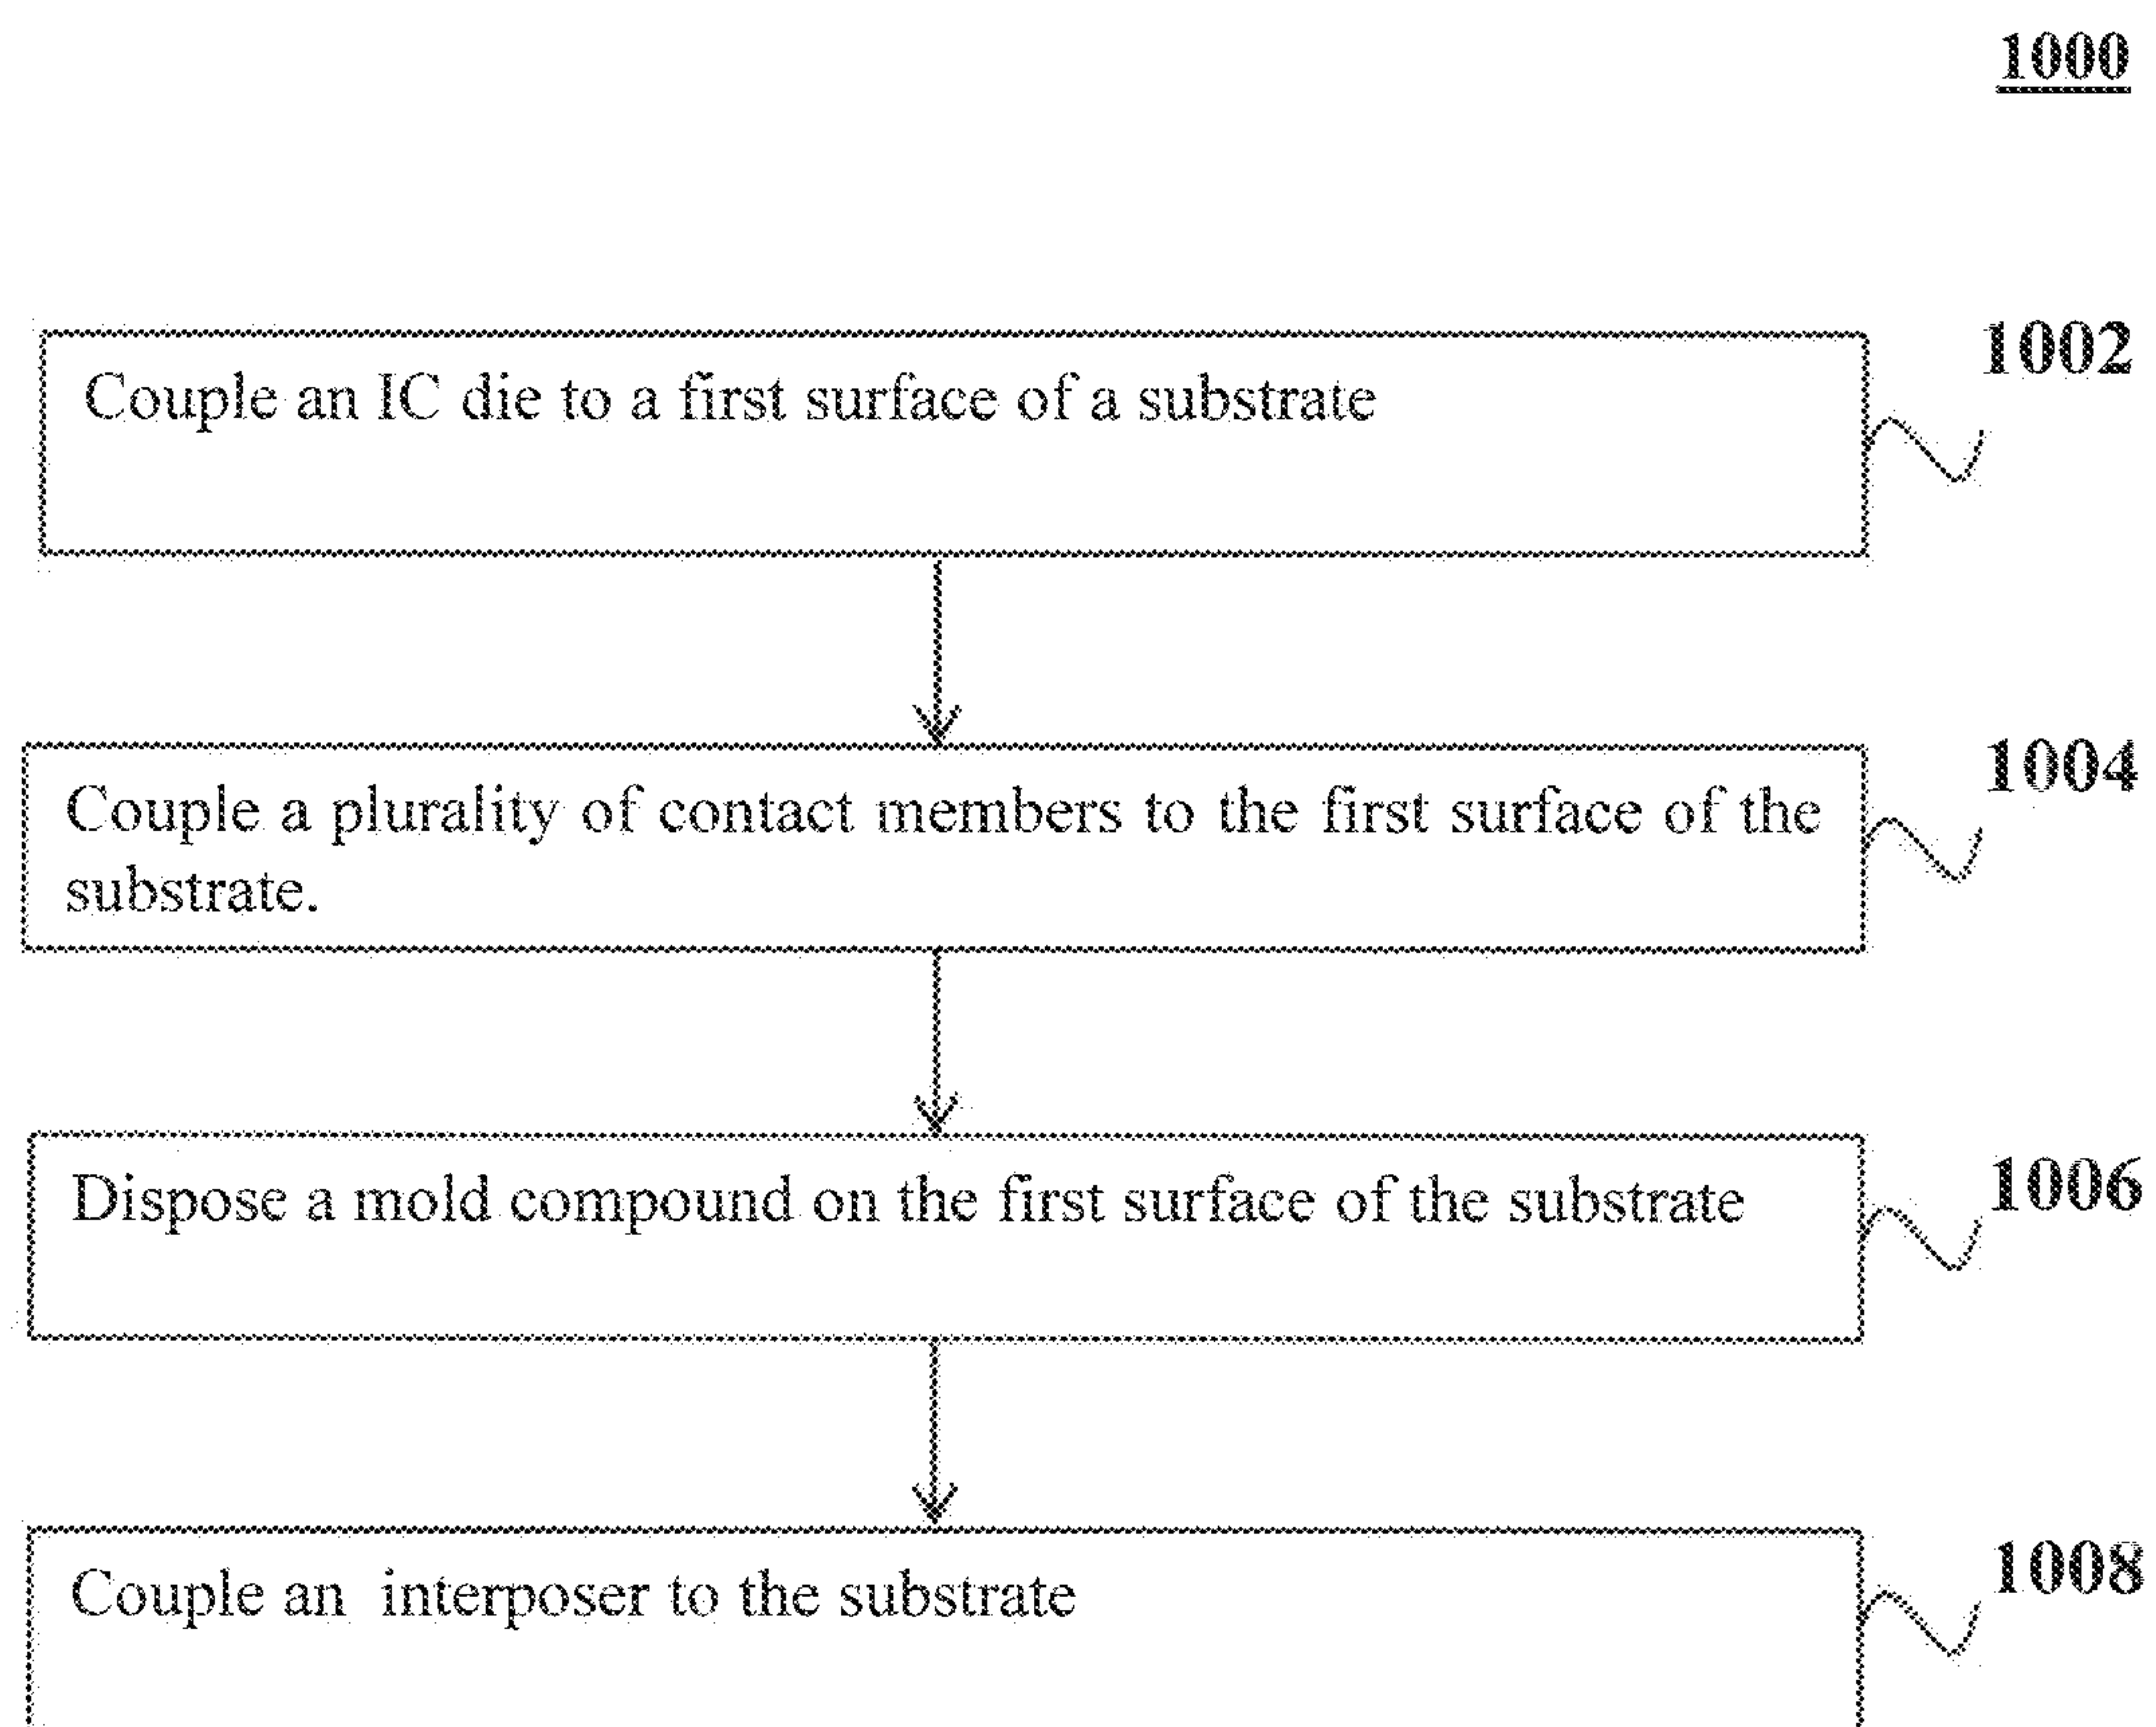 1000
1002
Couple an IC die to a first surface of a substrate
1004
Couple a plurality of contact members to the first surface of the
substrate.
1006
Dispose a mold compound on the first surface of the substrate
1008
Couple an interposer to the substrate